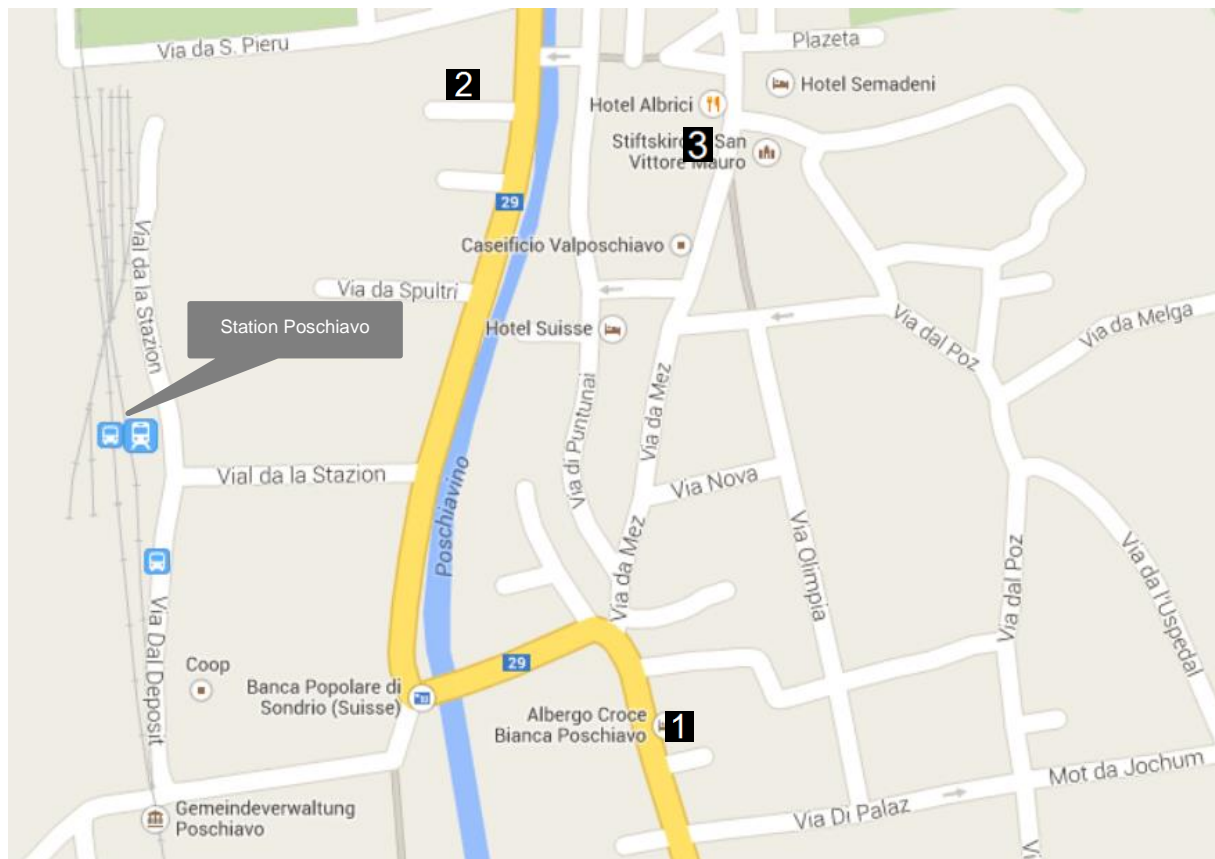 Via da S. Pieru
Plazeta
2
Hotel Semadeni
Hotel Albrici
3
San
Vittore Mauro
29
Vial da la Stazion
Caseificio Valposchiavo
Via da Spultri
Station Poschiavo
Hotel Suisse
Via dal Poz
Via da Melga
Via di Puntunai
Via da Mez
Vial da la Stazion
Via Nova
Poschiavino
Via da Mez
Via Olimpia
Via dal Poz
Via da l'Uspedal
Via Dal Deposit
Coop
29
Banca Popolare di
Sondrio (Suisse)
Albergo Croce
Bianca Poschiavo
1
Mot da Jochum
Via Di Palaz
Gemeindeverwaltung
Poschiavo